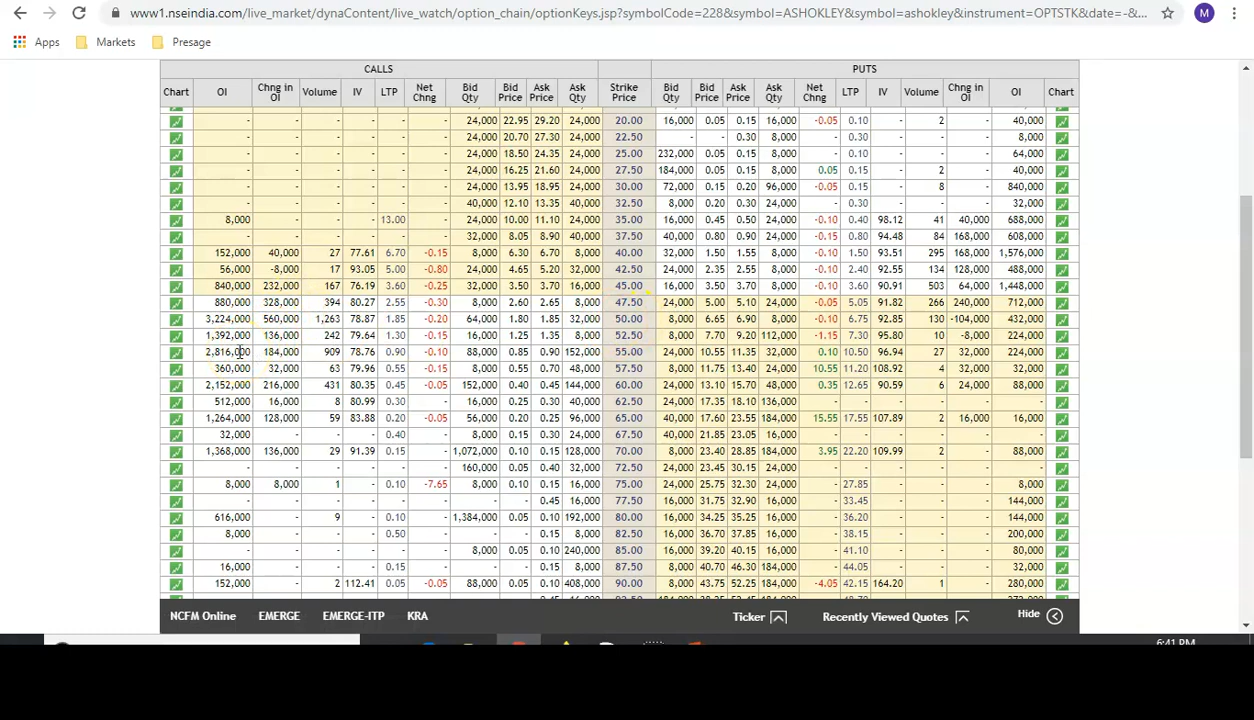 www1.nseindia.com/live_market/dynaContent/live_watch/option_chain/optionKeys.jsp?symbolCode=228&symbol=ASHOKLEY&symbol=ashokley&instrument=OPTSTK&date=-&... M
Apps Markets Presage
CALLS PUTS
Chart OI Chng in OI Volume IV LTP Net Chng Bid Qty Bid Price Ask Price Ask Qty Strike Price Bid Qty Bid Price Ask Price Ask Qty Net Chng LTP IV Volume Chng in OI OI Chart
- - - - - - 24,000 22.95 29.20 24,000 20.00 16,000 0.05 0.15 16,000 -0.05 0.10 - 2 - 40,000
- - - - - - 24,000 20.70 27.30 24,000 22.50 - - 0.30 8,000 - 0.30 - - - 8,000
- - - - - - 24,000 18.50 24.35 24,000 25.00 232,000 0.05 0.15 8,000 - 0.10 - - - 64,000
- - - - - - 24,000 16.25 21.60 24,000 27.50 184,000 0.05 0.15 8,000 0.05 0.15 - 2 - 40,000
- - - - - - 24,000 13.95 18.95 24,000 30.00 72,000 0.15 0.20 96,000 -0.05 0.15 - 8 - 840,000
- - - - - - 40,000 12.10 13.35 40,000 32.50 8,000 0.20 0.30 24,000 - 0.30 - - - 32,000
8,000 - - - 13.00 - 24,000 10.00 11.10 24,000 35.00 16,000 0.45 0.50 24,000 -0.10 0.40 98.12 41 40,000 688,000
- - - - - - 32,000 8.05 8.90 40,000 37.50 40,000 0.80 0.90 24,000 -0.15 0.80 94.48 84 168,000 608,000
152,000 40,000 27 77.61 6.70 -0.15 8,000 6.30 6.70 8,000 40.00 32,000 1.50 1.55 8,000 -0.10 1.50 93.51 295 168,000 1,576,000
56,000 -8,000 17 93.05 5.00 -0.80 24,000 4.65 5.20 32,000 42.50 24,000 2.35 2.55 8,000 -0.10 2.40 92.55 134 128,000 488,000
840,000 232,000 167 76.19 3.60 -0.25 32,000 3.50 3.70 16,000 45.00 16,000 3.50 3.70 8,000 -0.10 3.60 90.91 503 64,000 1,448,000
880,000 328,000 394 80.27 2.55 -0.30 8,000 2.60 2.65 8,000 47.50 24,000 5.00 5.10 24,000 -0.05 5.05 91.82 266 240,000 712,000
3,224,000 560,000 1,263 78.87 1.85 -0.20 64,000 1.80 1.85 32,000 50.00 8,000 6.65 6.90 8,000 -0.10 6.75 92.85 130 -104,000 432,000
1,392,000 136,000 242 79.64 1.30 -0.15 16,000 1.25 1.35 8,000 52.50 8,000 7.70 9.20 112,000 -1.15 7.30 95.80 10 -8,000 224,000
2,816,000 184,000 909 78.76 0.90 -0.10 88,000 0.85 0.90 152,000 55.00 24,000 10.55 11.35 32,000 0.10 10.50 96.94 27 32,000 224,000
360,000 32,000 63 79.96 0.55 -0.15 8,000 0.55 0.70 48,000 57.50 24,000 11.75 13.40 24,000 10.55 11.20 108.92 4 32,000 32,000
2,152,000 216,000 431 80.35 0.45 -0.05 152,000 0.40 0.45 144,000 60.00 24,000 13.10 15.70 48,000 0.35 12.65 90.59 6 24,000 88,000
512,000 16,000 8 80.99 0.30 - 16,000 0.25 0.30 40,000 62.50 24,000 17.35 18.10 136,000 - - - - - -
1,264,000 128,000 59 83.88 0.20 -0.05 56,000 0.20 0.25 96,000 65.00 40,000 17.60 23.55 184,000 15.55 17.55 107.89 2 16,000 16,000
32,000 - - - 0.40 - 8,000 0.15 0.30 24,000 67.50 40,000 21.85 23.05 16,000 - - - - - -
1,368,000 136,000 29 91.39 0.15 - 1,072,000 0.10 0.15 128,000 70.00 8,000 23.40 28.85 184,000 3.95 22.20 109.99 2 - 88,000
- - - - - - 160,000 0.05 0.40 32,000 72.50 24,000 23.45 30.15 24,000 - - - - - -
8,000 8,000 1 - 0.10 -7.65 8,000 0.10 0.15 16,000 75.00 24,000 25.75 32.30 24,000 - 27.85 - - - 8,000
- - - - - - - - 0.45 16,000 77.50 16,000 31.75 32.90 16,000 - 33.45 - - - 144,000
616,000 - 9 - 0.10 - 1,384,000 0.05 0.10 192,000 80.00 16,000 34.25 35.25 16,000 - 36.20 - - - 144,000
8,000 - - - 0.50 - - - 0.15 8,000 82.50 16,000 36.70 37.85 16,000 - 38.15 - - - 200,000
- - - - - - 8,000 0.05 0.10 240,000 85.00 16,000 39.20 40.15 16,000 - 41.10 - - - 80,000
16,000 - - - 0.15 - - - 0.15 8,000 87.50 8,000 40.70 46.30 184,000 - 44.05 - - - 32,000
152,000 - 2 112.41 0.05 -0.05 88,000 0.05 0.10 408,000 90.00 8,000 43.75 52.25 184,000 -4.05 42.15 164.20 1 - 280,000
NCFM Online EMERGE EMERGE-ITP KRA Ticker Recently Viewed Quotes Hide
6:41 PM